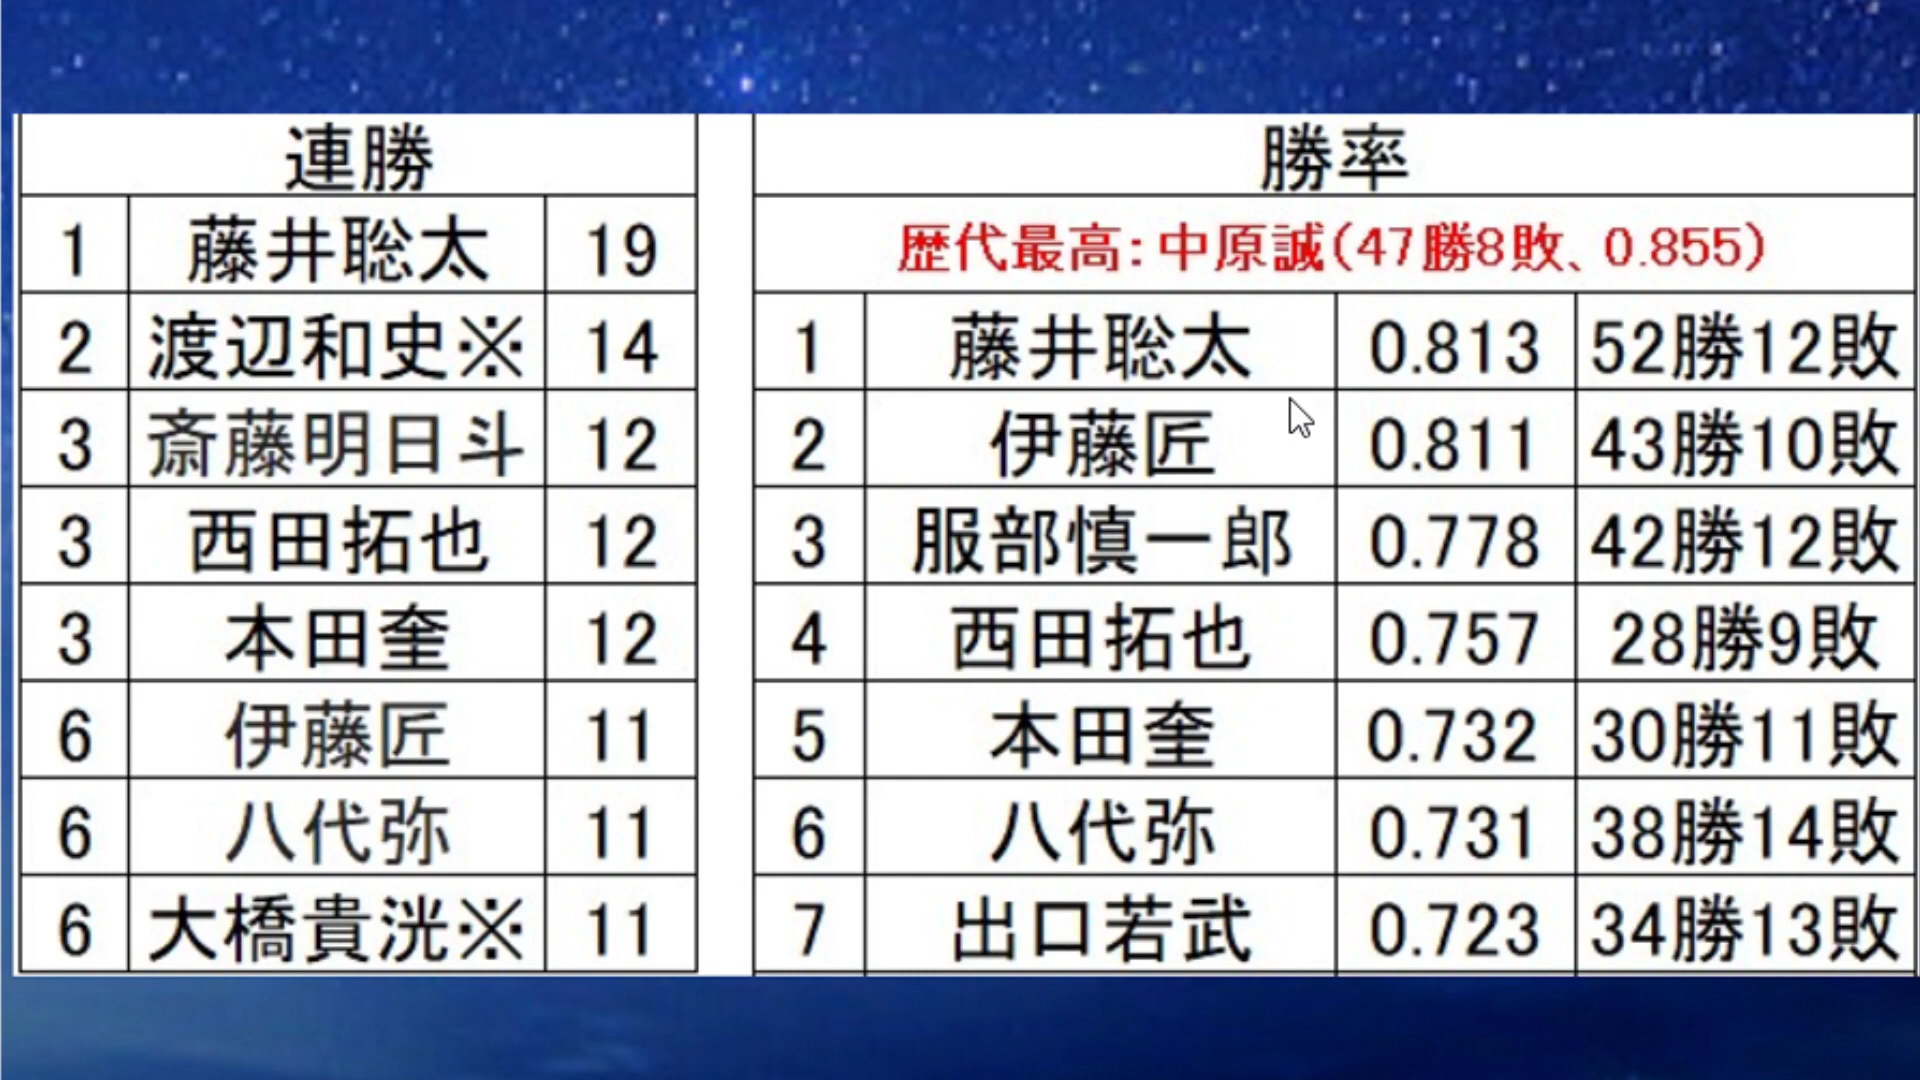 連勝
1 藤井聡太 19
2 渡辺和史※ 14
3 斎藤明日斗 12
3 西田拓也 12
3 本田奎 12
6 伊藤匠 11
6 八代弥 11
6 大橋貴洸※ 11
勝率
歴代最高:中原誠(47勝8敗、0.855)
1 藤井聡太 0.813 52勝12敗
2 伊藤匠 0.811 43勝10敗
3 服部慎一郎 0.778 42勝12敗
4 西田拓也 0.757 28勝9敗
5 本田奎 0.732 30勝11敗
6 八代弥 0.731 38勝14敗
7 出口若武 0.723 34勝13敗